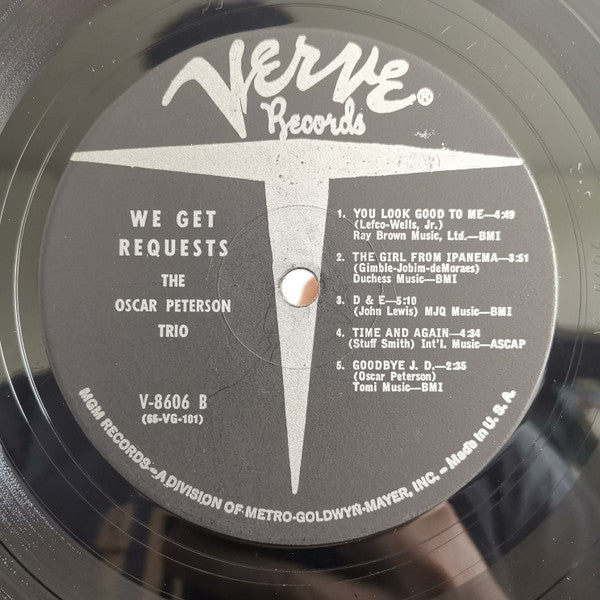 VERVE®
Records
WE GET
REQUESTS
THE
OSCAR PETERSON
TRIO
V-8606 B
(65-VG-101)
1. YOU LOOK GOOD TO ME—4:49
(Lefco-Wells, Jr.)
Ray Brown Music, Ltd.—BMI
2. THE GIRL FROM IPANEMA—3:51
(Gimble-Jobim-deMoraes)
Duchess Music—BMI
3. D & E—5:10
(John Lewis) MJQ Music—BMI
4. TIME AND AGAIN—4:34
(Stuff Smith) Int'l. Music—ASCAP
5. GOODBYE J. D.—2:35
(Oscar Peterson)
Tomi Music—BMI
MGM RECORDS—A DIVISION OF METRO-GOLDWYN-MAYER, INC. – Made in U. S. A.